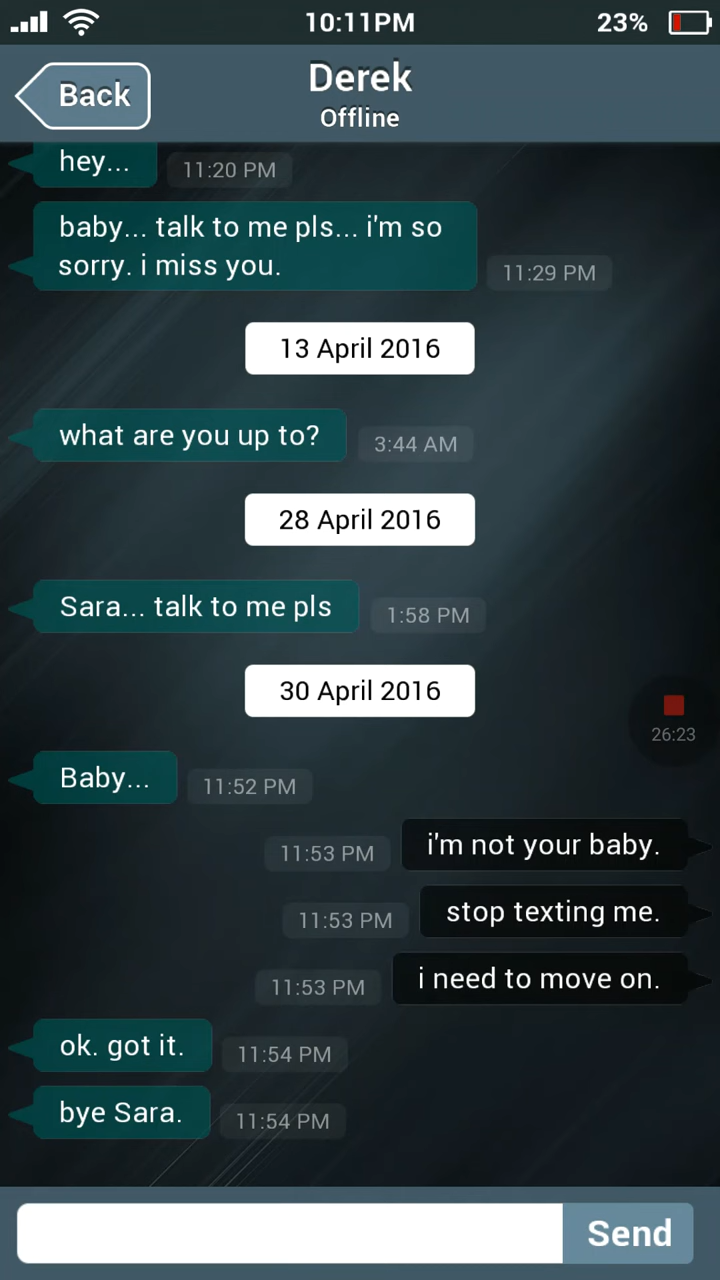 10:11PM
23%
Back
Derek
Offline
hey...
11:20 PM
baby... talk to me pls... i'm so
sorry. i miss you.
11:29 PM
13 April 2016
what are you up to?
3:44 AM
28 April 2016
Sara... talk to me pls
1:58 PM
30 April 2016
26:23
Baby...
11:52 PM
11:53 PM
i'm not your baby.
11:53 PM
stop texting me.
11:53 PM
i need to move on.
ok. got it.
11:54 PM
bye Sara.
11:54 PM
Send